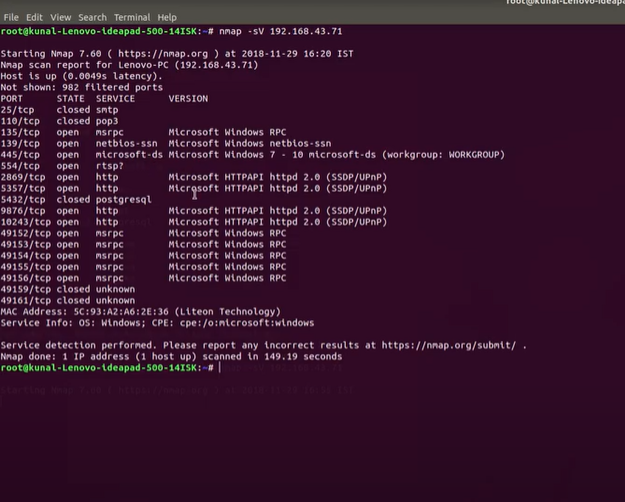 root@kunal-Lenovo-ideap
File Edit View Search Terminal Help
root@kunal-Lenovo-ideapad-500-14ISK:~# nmap -sV 192.168.43.71
Starting Nmap 7.60 ( https://nmap.org ) at 2018-11-29 16:20 IST
Nmap scan report for Lenovo-PC (192.168.43.71)
Host is up (0.0049s latency).
Not shown: 982 filtered ports
PORT STATE SERVICE VERSION
25/tcp closed smtp
110/tcp closed pop3
135/tcp open msrpc Microsoft Windows RPC
139/tcp open netbios-ssn Microsoft Windows netbios-ssn
445/tcp open microsoft-ds Microsoft Windows 7 - 10 microsoft-ds (workgroup: WORKGROUP)
554/tcp open rtsp?
2869/tcp open http Microsoft HTTPAPI httpd 2.0 (SSDP/UPnP)
5357/tcp open http Microsoft HTTPAPI httpd 2.0 (SSDP/UPnP)
5432/tcp closed postgresql
9876/tcp open http Microsoft HTTPAPI httpd 2.0 (SSDP/UPnP)
10243/tcp open http Microsoft HTTPAPI httpd 2.0 (SSDP/UPnP)
49152/tcp open msrpc Microsoft Windows RPC
49153/tcp open msrpc Microsoft Windows RPC
49154/tcp open msrpc Microsoft Windows RPC
49155/tcp open msrpc Microsoft Windows RPC
49156/tcp open msrpc Microsoft Windows RPC
49159/tcp closed unknown
49161/tcp closed unknown
MAC Address: 5C:93:A2:A6:2E:36 (Liteon Technology)
Service Info: OS: Windows; CPE: cpe:/o:microsoft:windows
Service detection performed. Please report any incorrect results at https://nmap.org/submit/ .
Nmap done: 1 IP address (1 host up) scanned in 149.19 seconds
root@kunal-Lenovo-ideapad-500-14ISK:~#